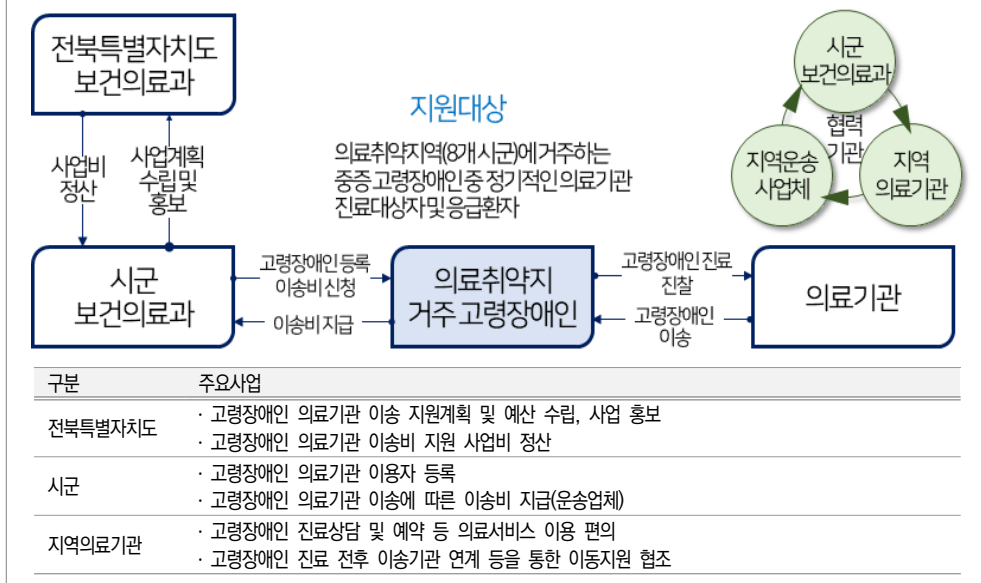 전북특별자치도
보건의료과
사업비
정산
사업계획
수립 및
홍보
지원대상
의료취약지역(8개 시군)에 거주하는
중증 고령장애인 중 정기적인 의료기관
진료대상자 및 응급환자
시군
보건의료과
협력
기관
지역운송
사업체
지역
의료기관
시군
보건의료과
고령장애인 등록
이송비 신청
이송비 지급
의료취약지
거주 고령장애인
고령장애인 진료
진찰
고령장애인
이송
의료기관
구분 주요사업
전북특별자치도
· 고령장애인 의료기관 이송 지원계획 및 예산 수립, 사업 홍보
· 고령장애인 의료기관 이송비 지원 사업비 정산
시군
· 고령장애인 의료기관 이용자 등록
· 고령장애인 의료기관 이송에 따른 이송비 지급(운송업체)
지역의료기관
· 고령장애인 진료상담 및 예약 등 의료서비스 이용 편의
· 고령장애인 진료 전후 이송기관 연계 등을 통한 이동지원 협조